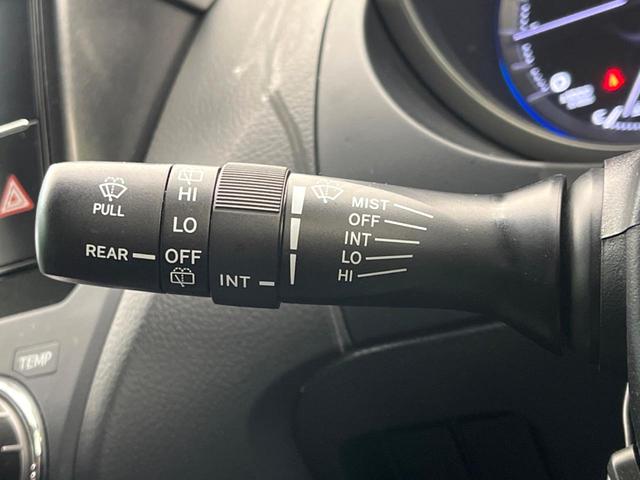 PULL
REAR
HI
LO
OFF
INT
MIST
OFF
INT
LO
HI
TEMP